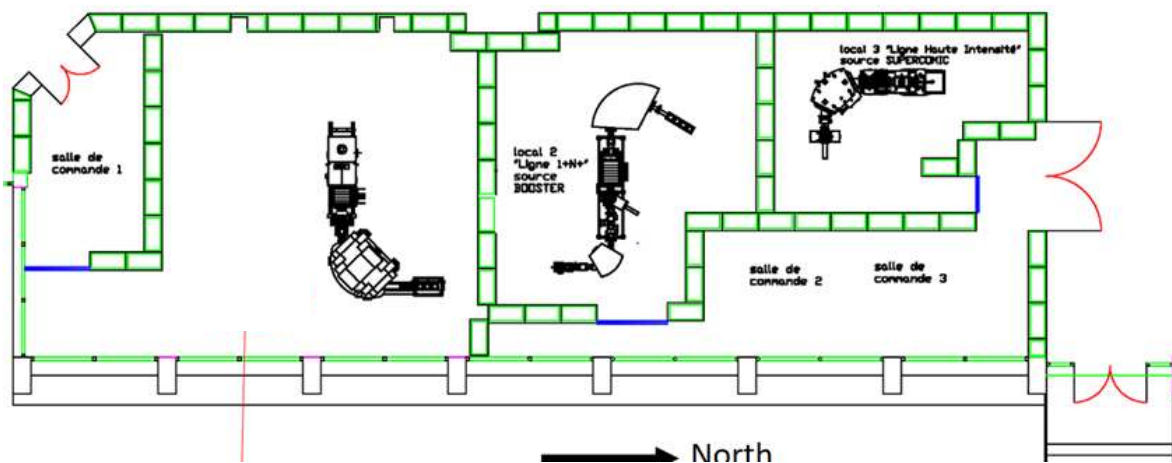 salle de
commande 1
local 2
"Ligne 1+N+"
source
BOOSTER
local 3 "Ligne Haute Intensité"
source SUPERCOMIC
salle de
commande 2
salle de
commande 3
North